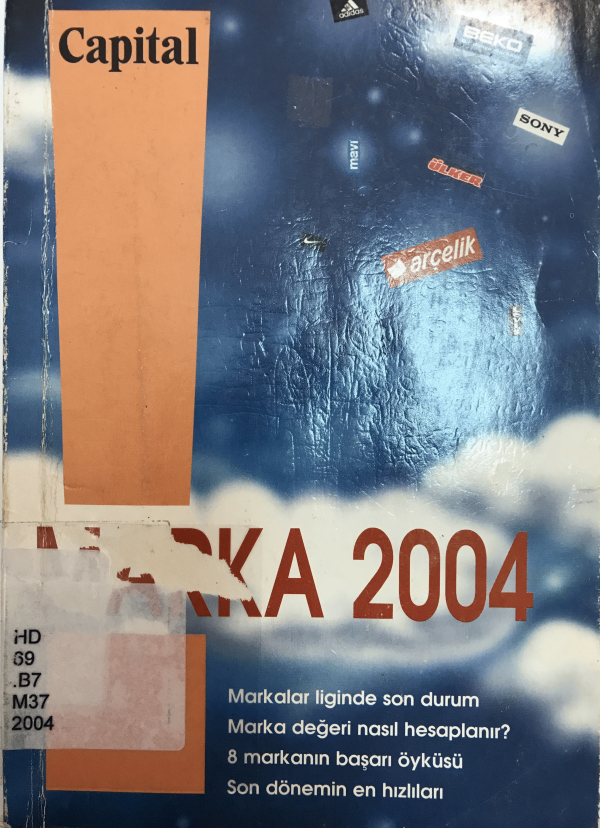 Capital
adidas
BEKO
SONY
mavi
ÜLKER
arçelik
MARKA 2004
HD
69
.B7
M37
2004
Markalar liginde son durum
Marka değeri nasıl hesaplanır?
8 markanın başarı öyküsü
Son dönemin en hızlıları